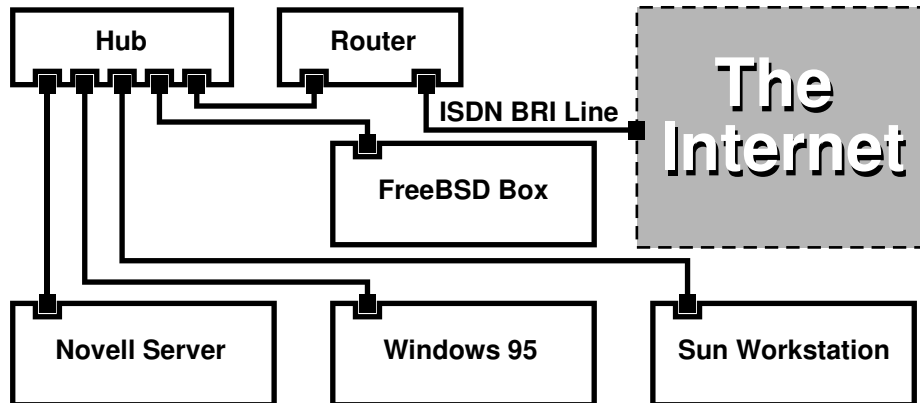 Hub
Router
The
Internet
ISDN BRI Line
FreeBSD Box
Novell Server
Windows 95
Sun Workstation